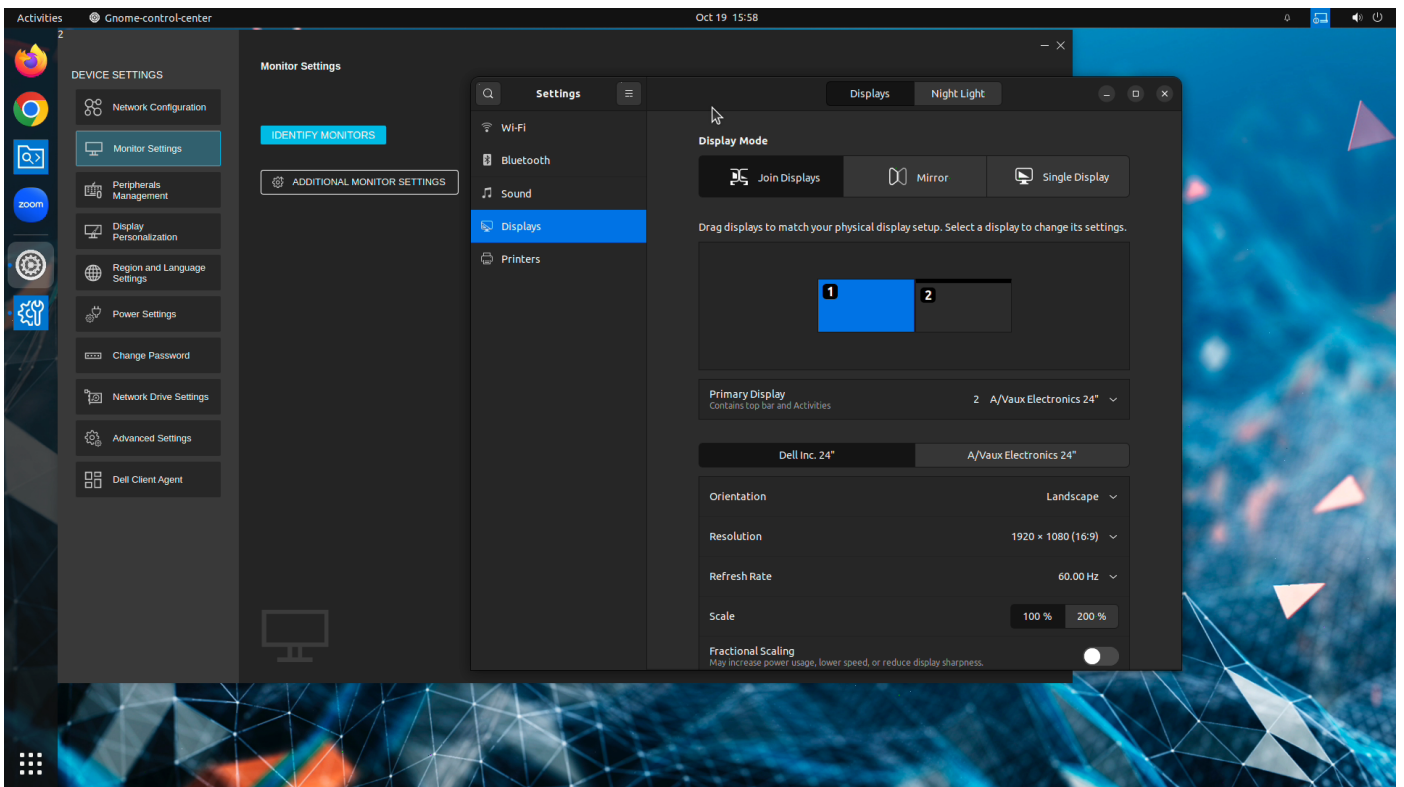 Activities
Gnome-control-center
Oct 19 15:58
2
zoom
DEVICE SETTINGS
Network Configuration
Monitor Settings
Peripherals
Management
Display
Personalization
Region and Language
Settings
Power Settings
Change Password
Network Drive Settings
Advanced Settings
Dell Client Agent
Monitor Settings
IDENTIFY MONITORS
ADDITIONAL MONITOR SETTINGS
Settings
Wi-Fi
Bluetooth
Sound
Displays
Printers
Displays
Night Light
Display Mode
Join Displays
Mirror
Single Display
Drag displays to match your physical display setup. Select a display to change its settings.
1
2
Primary Display
Contains top bar and Activities
2 A/Vaux Electronics 24"
Dell Inc. 24"
A/Vaux Electronics 24"
Orientation
Landscape
Resolution
1920 × 1080 (16:9)
Refresh Rate
60.00 Hz
Scale
100 %
200 %
Fractional Scaling
May increase power usage, lower speed, or reduce display sharpness.